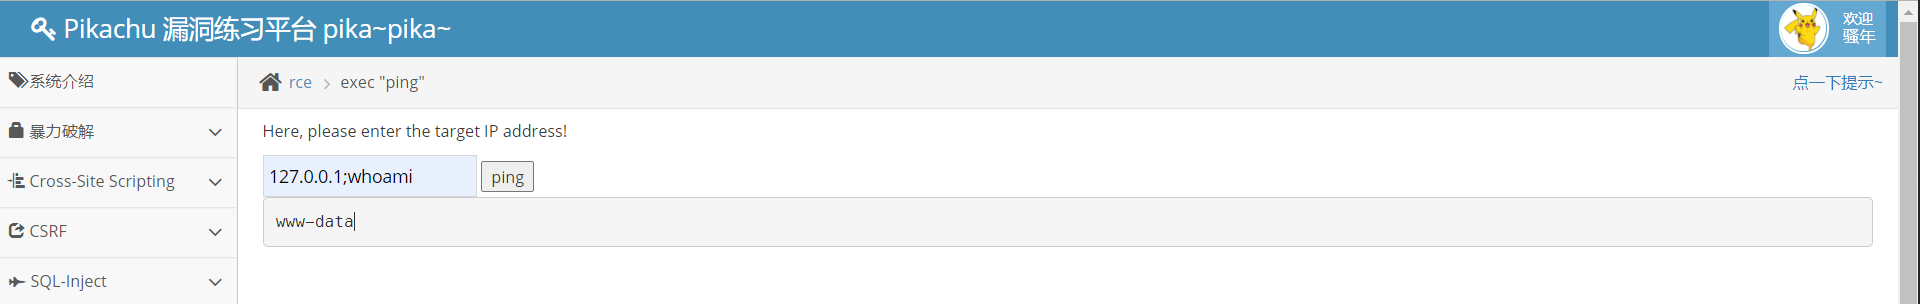 Pikachu 漏洞练习平台 pika~pika~
欢迎
骚年
系统介绍
rce > exec "ping"
点一下提示~
暴力破解
Here, please enter the target IP address!
127.0.0.1;whoami
ping
Cross-Site Scripting
www-data
CSRF
SQL-Inject